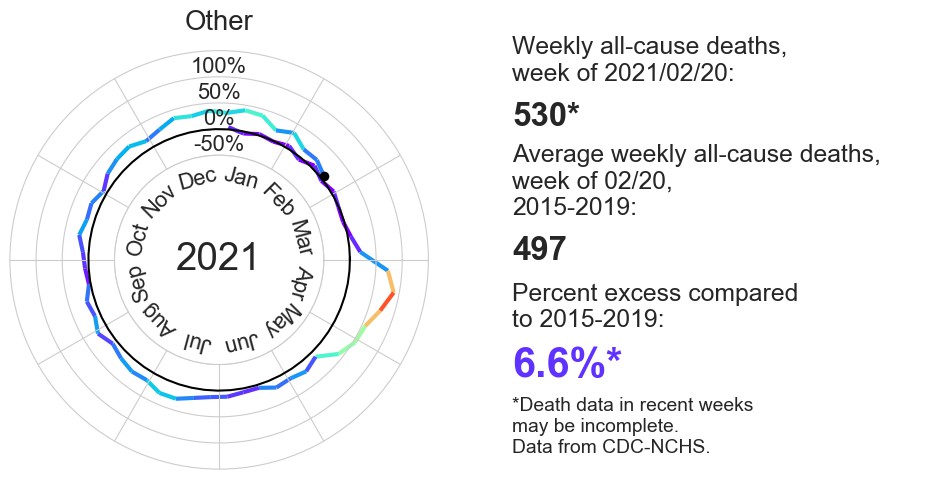 Other
100%
50%
0%
-50%
Jan
Feb
Mar
Apr
May
Jun
Jul
Aug
Sep
Oct
Nov
Dec
2021
Weekly all-cause deaths,
week of 2021/02/20:
530*
Average weekly all-cause deaths,
week of 02/20,
2015-2019:
497
Percent excess compared
to 2015-2019:
6.6%*
*Death data in recent weeks
may be incomplete.
Data from CDC-NCHS.